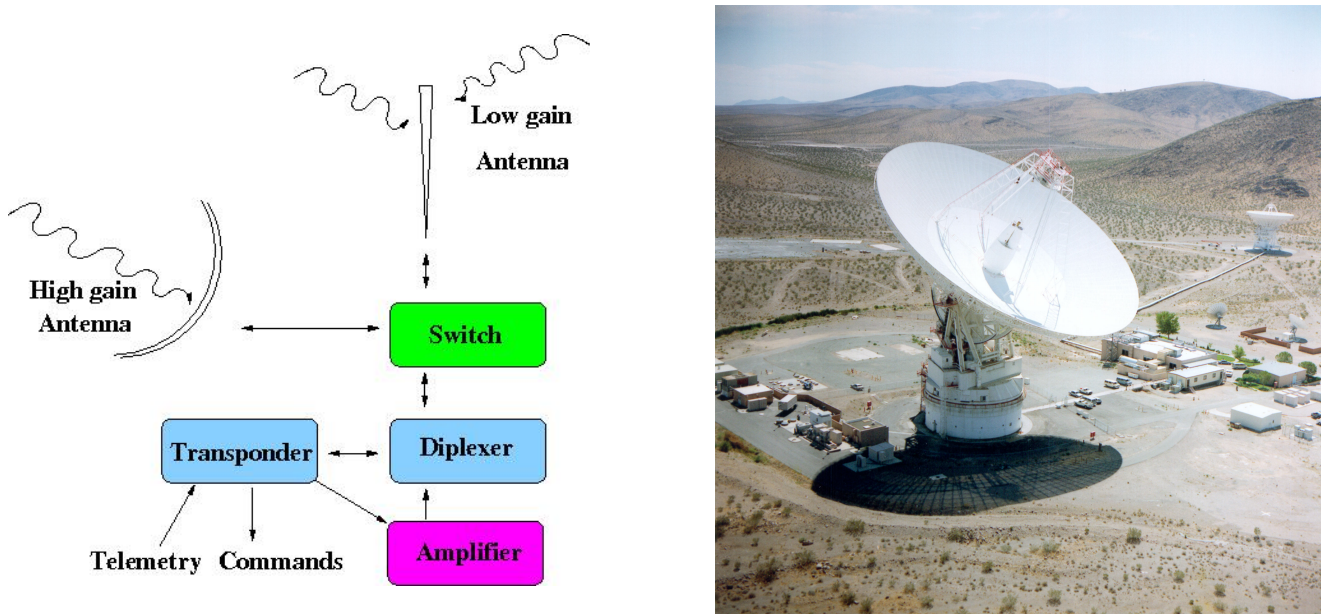 Low gain
Antenna
High gain
Antenna
Switch
Transponder
Diplexer
Telemetry
Commands
Amplifier